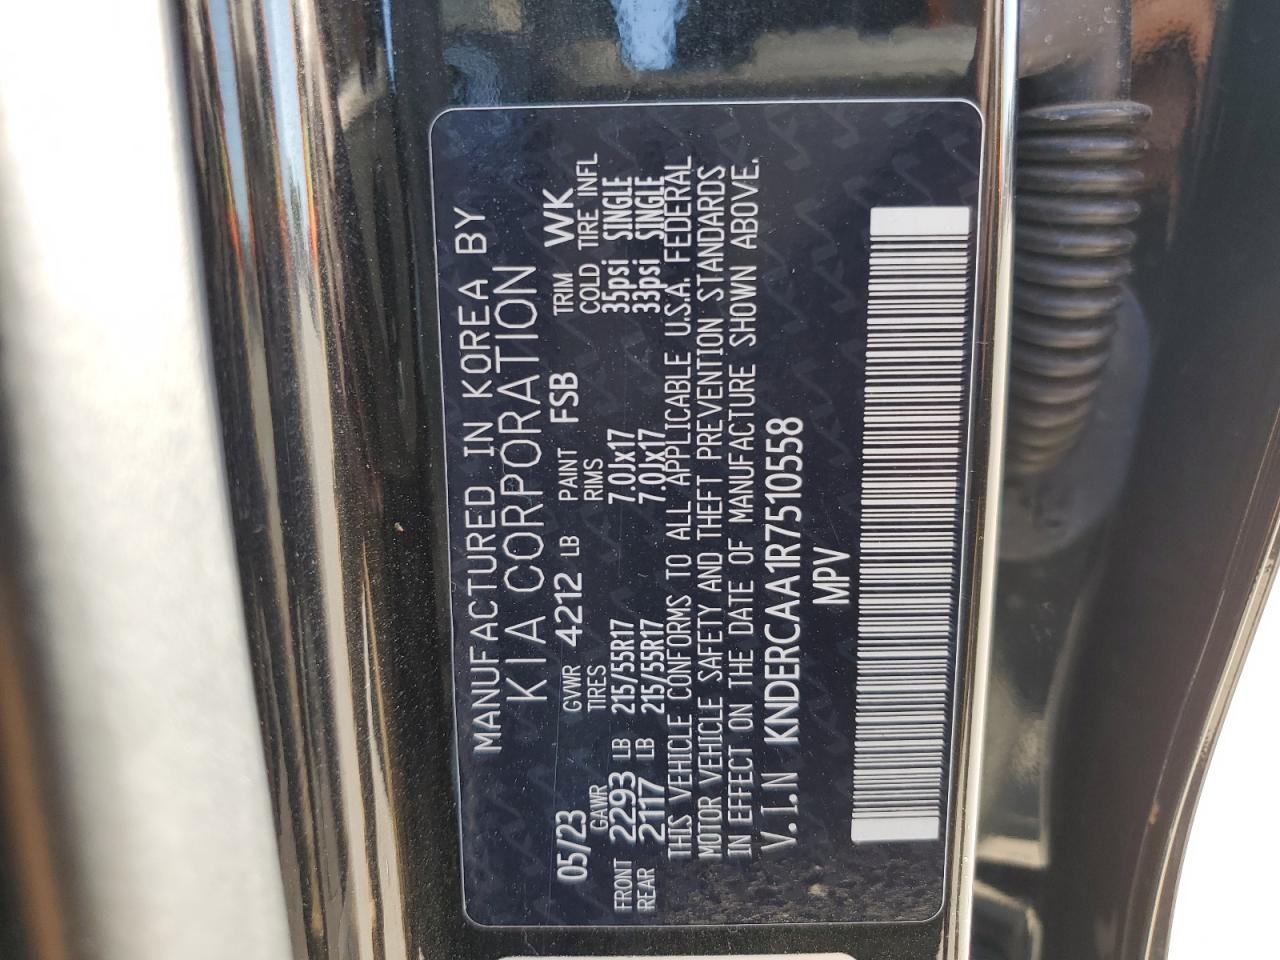 MANUFACTURED IN KOREA BY
KIA CORPORATION
05/23 GVWR 4212 LB PAINT FSB TRIM WK
GAWR TIRES RIMS COLD TIRE INFL
FRONT 2293 LB 215/55R17 7.0Jx17 35psi SINGLE
REAR 2117 LB 215/55R17 7.0Jx17 33psi SINGLE
THIS VEHICLE CONFORMS TO ALL APPLICABLE U.S.A. FEDERAL
MOTOR VEHICLE SAFETY AND THEFT PREVENTION STANDARDS
IN EFFECT ON THE DATE OF MANUFACTURE SHOWN ABOVE.
V.I.N KNDERCAA1R7510558
MPV